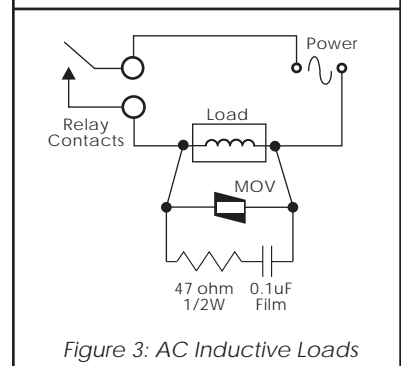 Power
Load
Relay
Contacts
MOV
47 ohm 0.1uF
1/2W Film
Figure 3: AC Inductive Loads